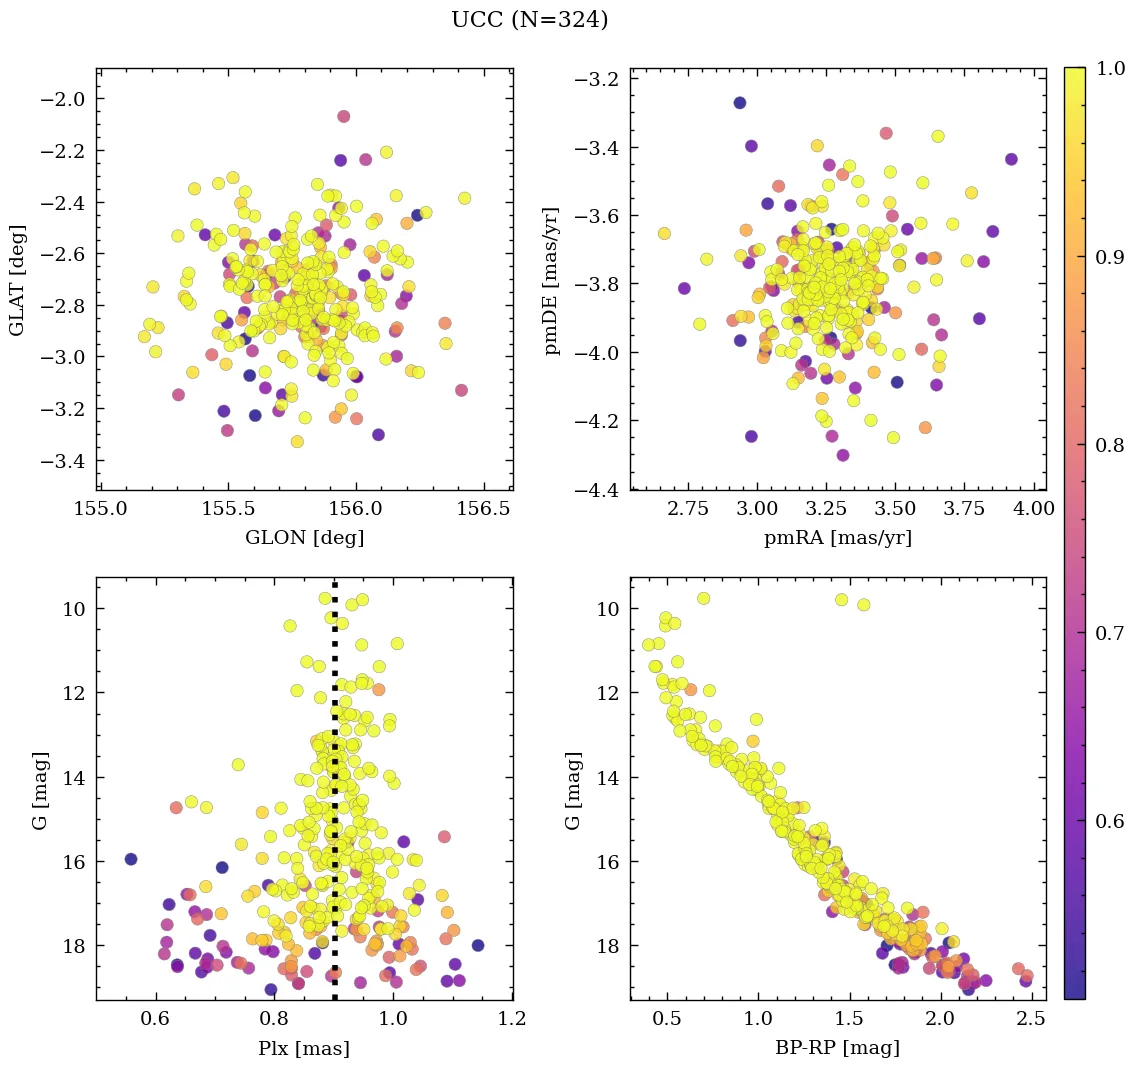 UCC (N=324)
−2.0
−2.2
−2.4
−2.6
−2.8
−3.0
−3.2
−3.4
GLAT [deg]
155.0 155.5 156.0 156.5
GLON [deg]
−3.2
−3.4
−3.6
−3.8
−4.0
−4.2
−4.4
pmDE [mas/yr]
2.75 3.00 3.25 3.50 3.75 4.00
pmRA [mas/yr]
1.0
0.9
0.8
0.7
0.6
10
12
14
16
18
G [mag]
0.6 0.8 1.0 1.2
Plx [mas]
10
12
14
16
18
G [mag]
0.5 1.0 1.5 2.0 2.5
BP-RP [mag]